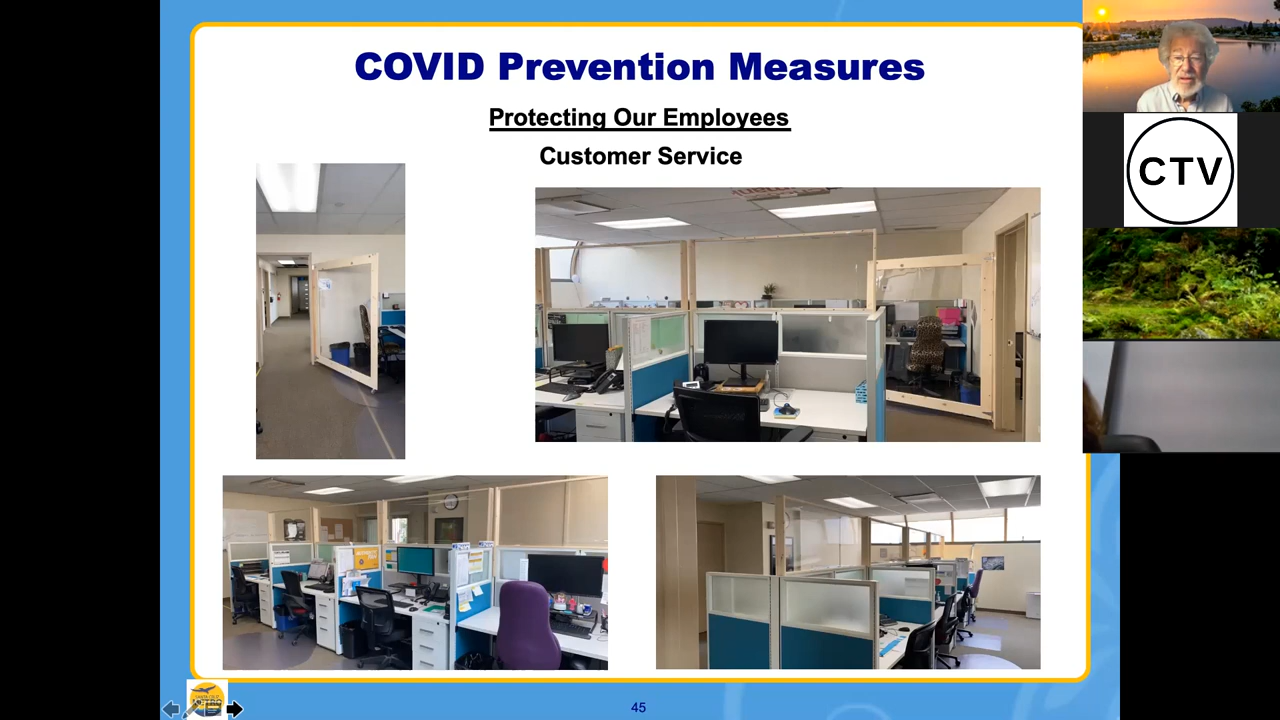 COVID Prevention Measures
Protecting Our Employees
Customer Service
CTV
45